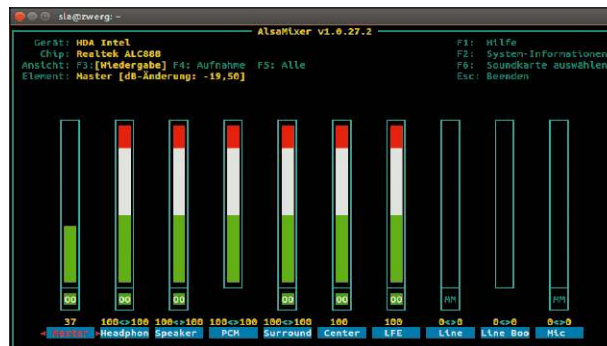 sla@zwerg: ~
AlsaMixer v1.0.27.2
Gerät: HDA Intel F1: Hilfe
Chip: Realtek ALC888 F2: System-Informationen
Ansicht: F3:[Wiedergabe] F4: Aufnahme F5: Alle F6: Soundkarte auswählen
Element: Master [dB-Änderung: -19,50] Esc: Beenden
OO OO OO OO OO OO MM MM
37 100<>100 100<>100 100<>100 100<>100 100 100 0<>0 0<>0 0<>0
Master Headphon Speaker PCM Surround Center LFE Line Line Boo Mic